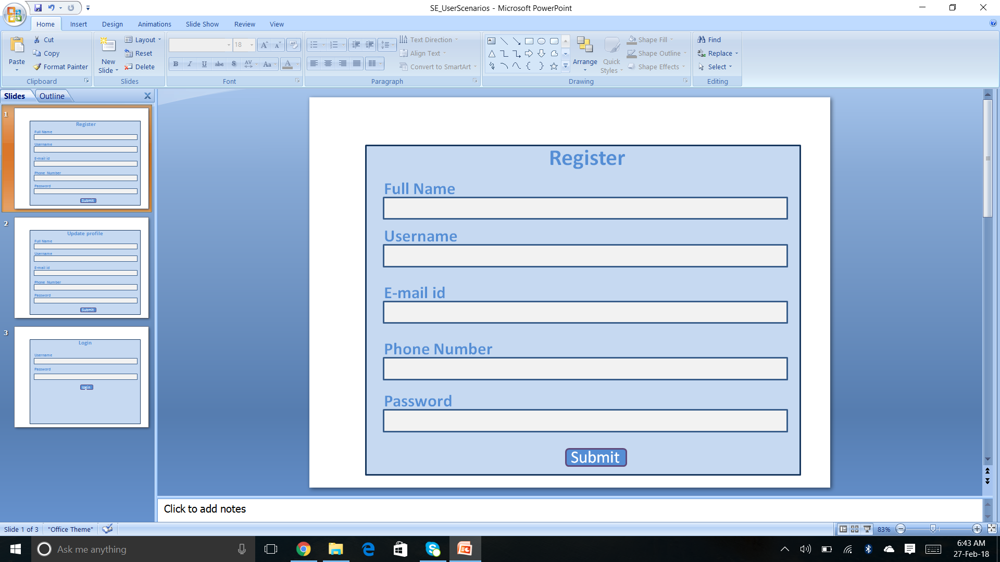 SE_UserScenarios - Microsoft PowerPoint
Home Insert Design Animations Slide Show Review View
Paste
Cut
Copy
Format Painter
Clipboard
New Slide
Layout
Reset
Delete
Slides
18
B I U abc S AV Aa A
Font
Text Direction
Align Text
Convert to SmartArt
Paragraph
Arrange
Quick Styles
Shape Fill
Shape Outline
Shape Effects
Drawing
Find
Replace
Select
Editing
Slides Outline
1
Register
Full Name
Username
E-mail id
Phone Number
Password
Submit
2
Update profile
Full Name
Username
E-mail id
Phone Number
Password
Submit
3
Login
Username
Password
login
Register
Full Name
Username
E-mail id
Phone Number
Password
Submit
Click to add notes
Slide 1 of 3 "Office Theme" 83%
Ask me anything
6:43 AM
27-Feb-18